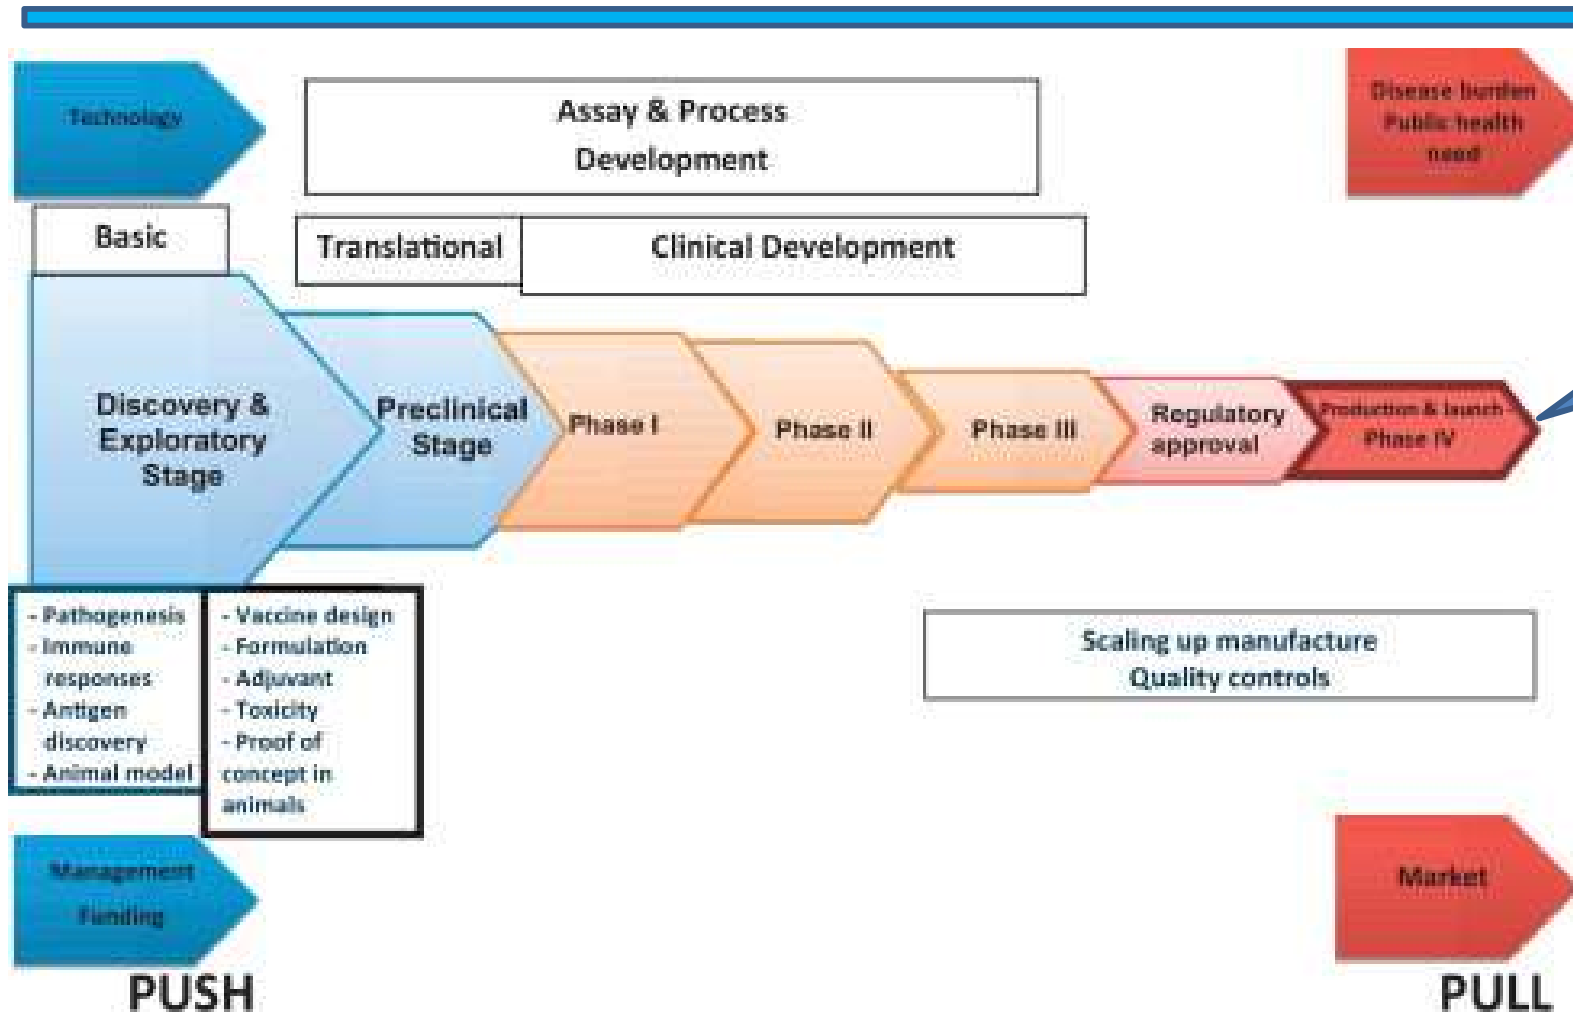 Technology
Assay & Process
Development
Disease burden
Public health
need
Basic
Translational
Clinical Development
Discovery &
Exploratory
Stage
Preclinical
Stage
Phase I
Phase II
Phase III
Regulatory
approval
Production & launch -
Phase IV
- Pathogenesis
- Immune
responses
- Antigen
discovery
- Animal model
- Vaccine design
- Formulation
- Adjuvant
- Toxicity
- Proof of
concept in
animals
Scaling up manufacture
Quality controls
Management
Funding
PUSH
Market
PULL